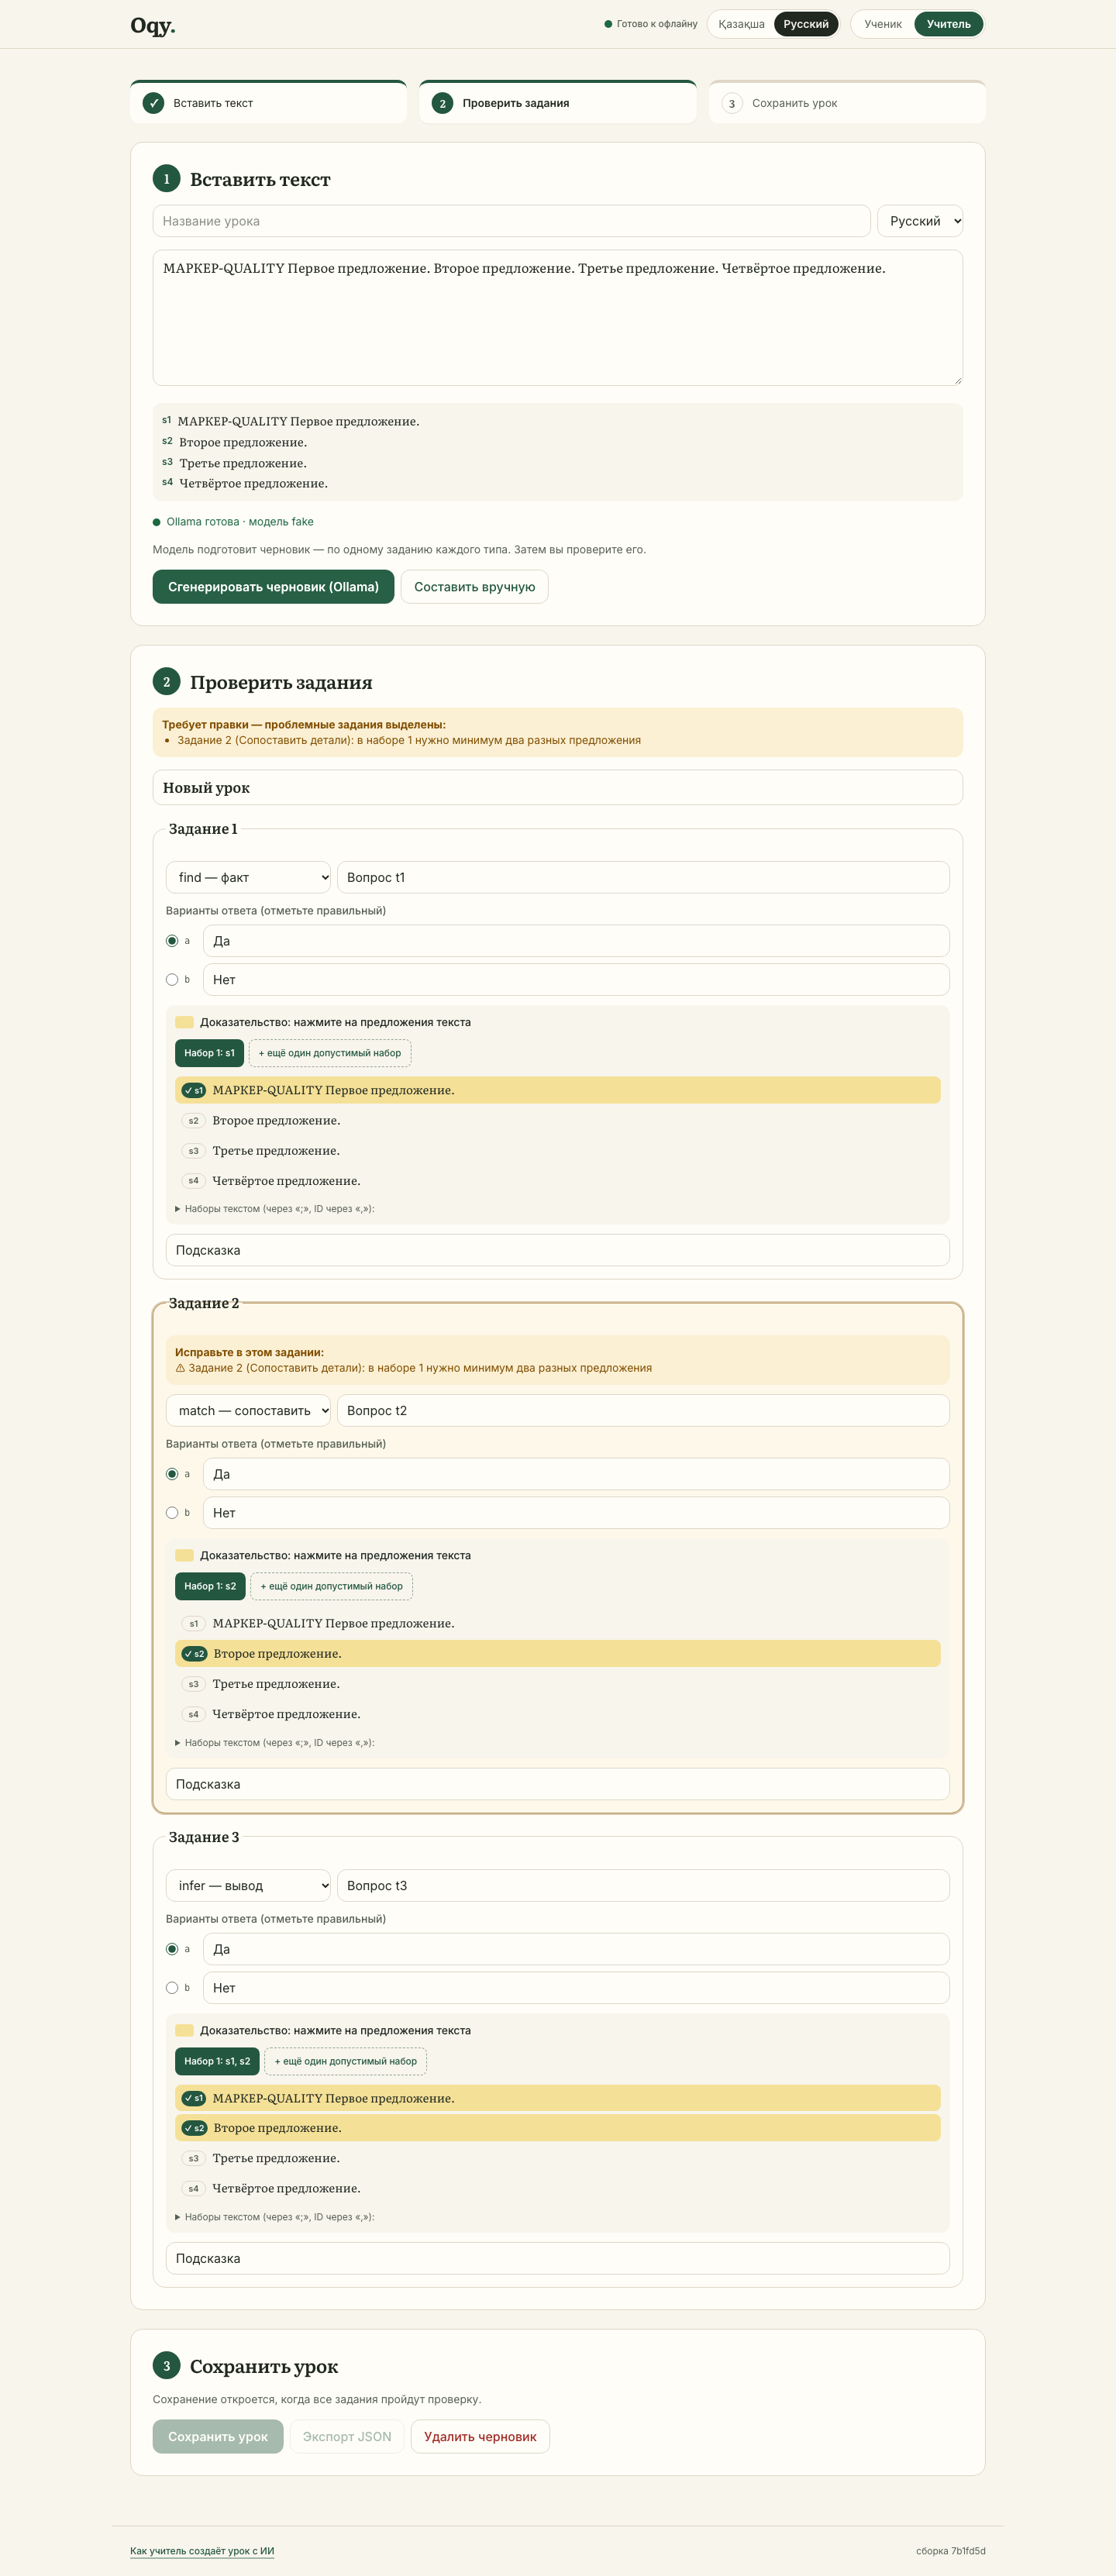 Oqy.
Готово к офлайну
Қазақша
Русский
Ученик
Учитель
✓ Вставить текст
2 Проверить задания
3 Сохранить урок
1 Вставить текст
Название урока
Русский
МАРКЕР-QUALITY Первое предложение. Второе предложение. Третье предложение. Четвёртое предложение.
s1 МАРКЕР-QUALITY Первое предложение.
s2 Второе предложение.
s3 Третье предложение.
s4 Четвёртое предложение.
Ollama готова · модель fake
Модель подготовит черновик — по одному заданию каждого типа. Затем вы проверите его.
Сгенерировать черновик (Ollama)
Составить вручную
2 Проверить задания
Требует правки — проблемные задания выделены:
• Задание 2 (Сопоставить детали): в наборе 1 нужно минимум два разных предложения
Новый урок
Задание 1
find — факт
Вопрос t1
Варианты ответа (отметьте правильный)
a Да
b Нет
Доказательство: нажмите на предложения текста
Набор 1: s1
+ ещё один допустимый набор
✓ s1 МАРКЕР-QUALITY Первое предложение.
s2 Второе предложение.
s3 Третье предложение.
s4 Четвёртое предложение.
▶ Наборы текстом (через «;», ID через «,»):
Подсказка
Задание 2
Исправьте в этом задании:
⚠ Задание 2 (Сопоставить детали): в наборе 1 нужно минимум два разных предложения
match — сопоставить
Вопрос t2
Варианты ответа (отметьте правильный)
a Да
b Нет
Доказательство: нажмите на предложения текста
Набор 1: s2
+ ещё один допустимый набор
s1 МАРКЕР-QUALITY Первое предложение.
✓ s2 Второе предложение.
s3 Третье предложение.
s4 Четвёртое предложение.
▶ Наборы текстом (через «;», ID через «,»):
Подсказка
Задание 3
infer — вывод
Вопрос t3
Варианты ответа (отметьте правильный)
a Да
b Нет
Доказательство: нажмите на предложения текста
Набор 1: s1, s2
+ ещё один допустимый набор
✓ s1 МАРКЕР-QUALITY Первое предложение.
✓ s2 Второе предложение.
s3 Третье предложение.
s4 Четвёртое предложение.
▶ Наборы текстом (через «;», ID через «,»):
Подсказка
3 Сохранить урок
Сохранение откроется, когда все задания пройдут проверку.
Сохранить урок
Экспорт JSON
Удалить черновик
Как учитель создаёт урок с ИИ
сборка 7b1fd5d